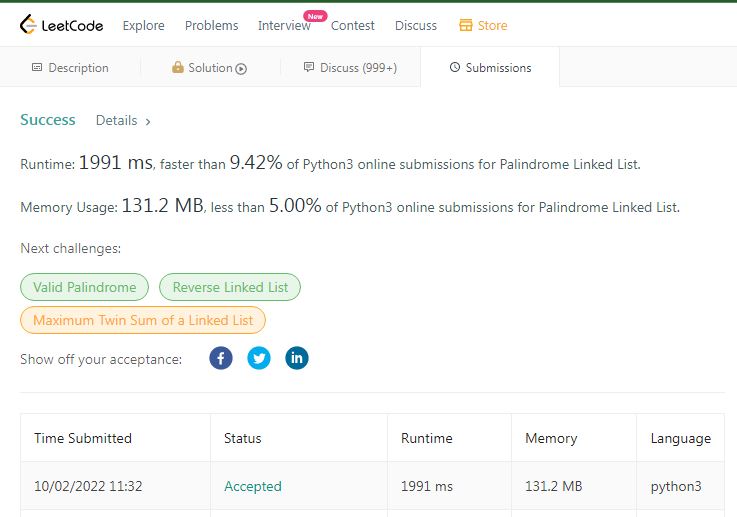 LeetCode Explore Problems Interview New Contest Discuss Store
Description Solution Discuss (999+) Submissions
Success Details >
Runtime: 1991 ms, faster than 9.42% of Python3 online submissions for Palindrome Linked List.
Memory Usage: 131.2 MB, less than 5.00% of Python3 online submissions for Palindrome Linked List.
Next challenges:
Valid Palindrome Reverse Linked List
Maximum Twin Sum of a Linked List
Show off your acceptance: f in
Time Submitted Status Runtime Memory Language
10/02/2022 11:32 Accepted 1991 ms 131.2 MB python3